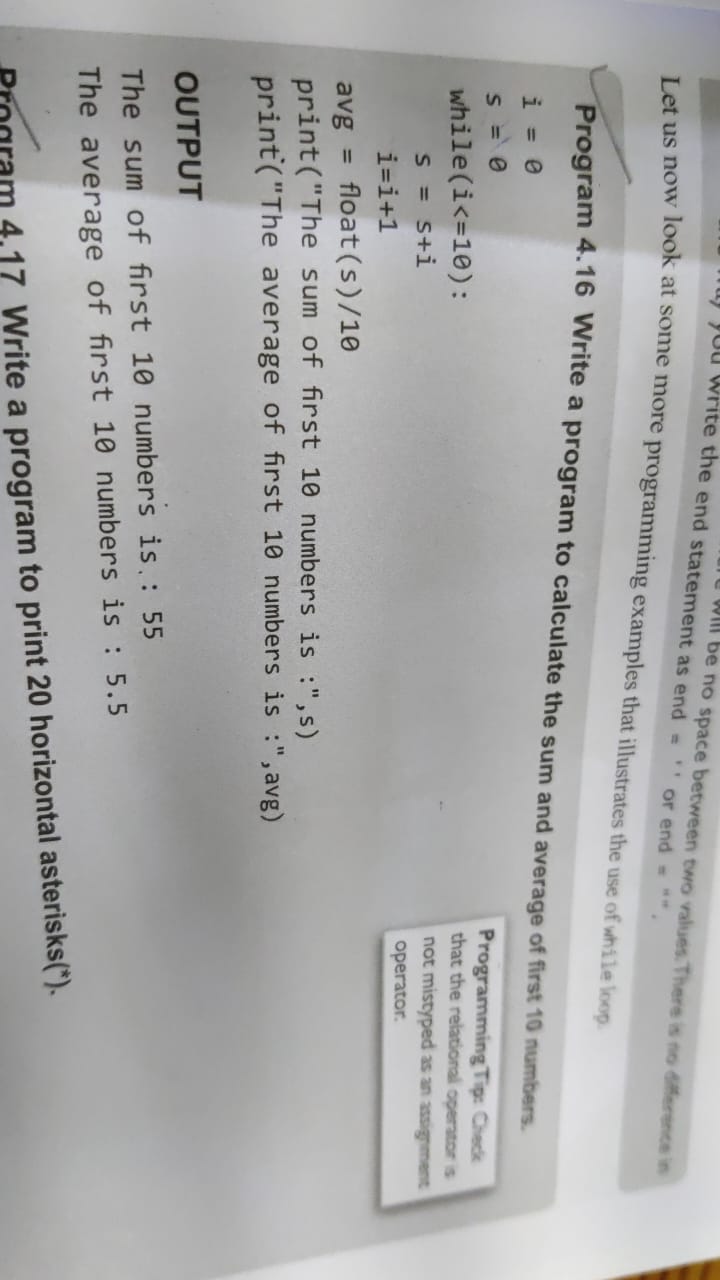 you write the end statement as end = '' or end = "".
will be no space between two values. There is no difference in
Let us now look at some more programming examples that illustrates the use of while loop.
Program 4.16 Write a program to calculate the sum and average of first 10 numbers.
i = 0
s = 0
while(i<=10):
    s = s+i
    i=i+1
avg = float(s)/10
print("The sum of first 10 numbers is :",s)
print("The average of first 10 numbers is :",avg)
Programming Tip: Check
that the relational operator is
not mistyped as an assignment
operator.
OUTPUT
The sum of first 10 numbers is : 55
The average of first 10 numbers is : 5.5
Program 4.17 Write a program to print 20 horizontal asterisks(*).